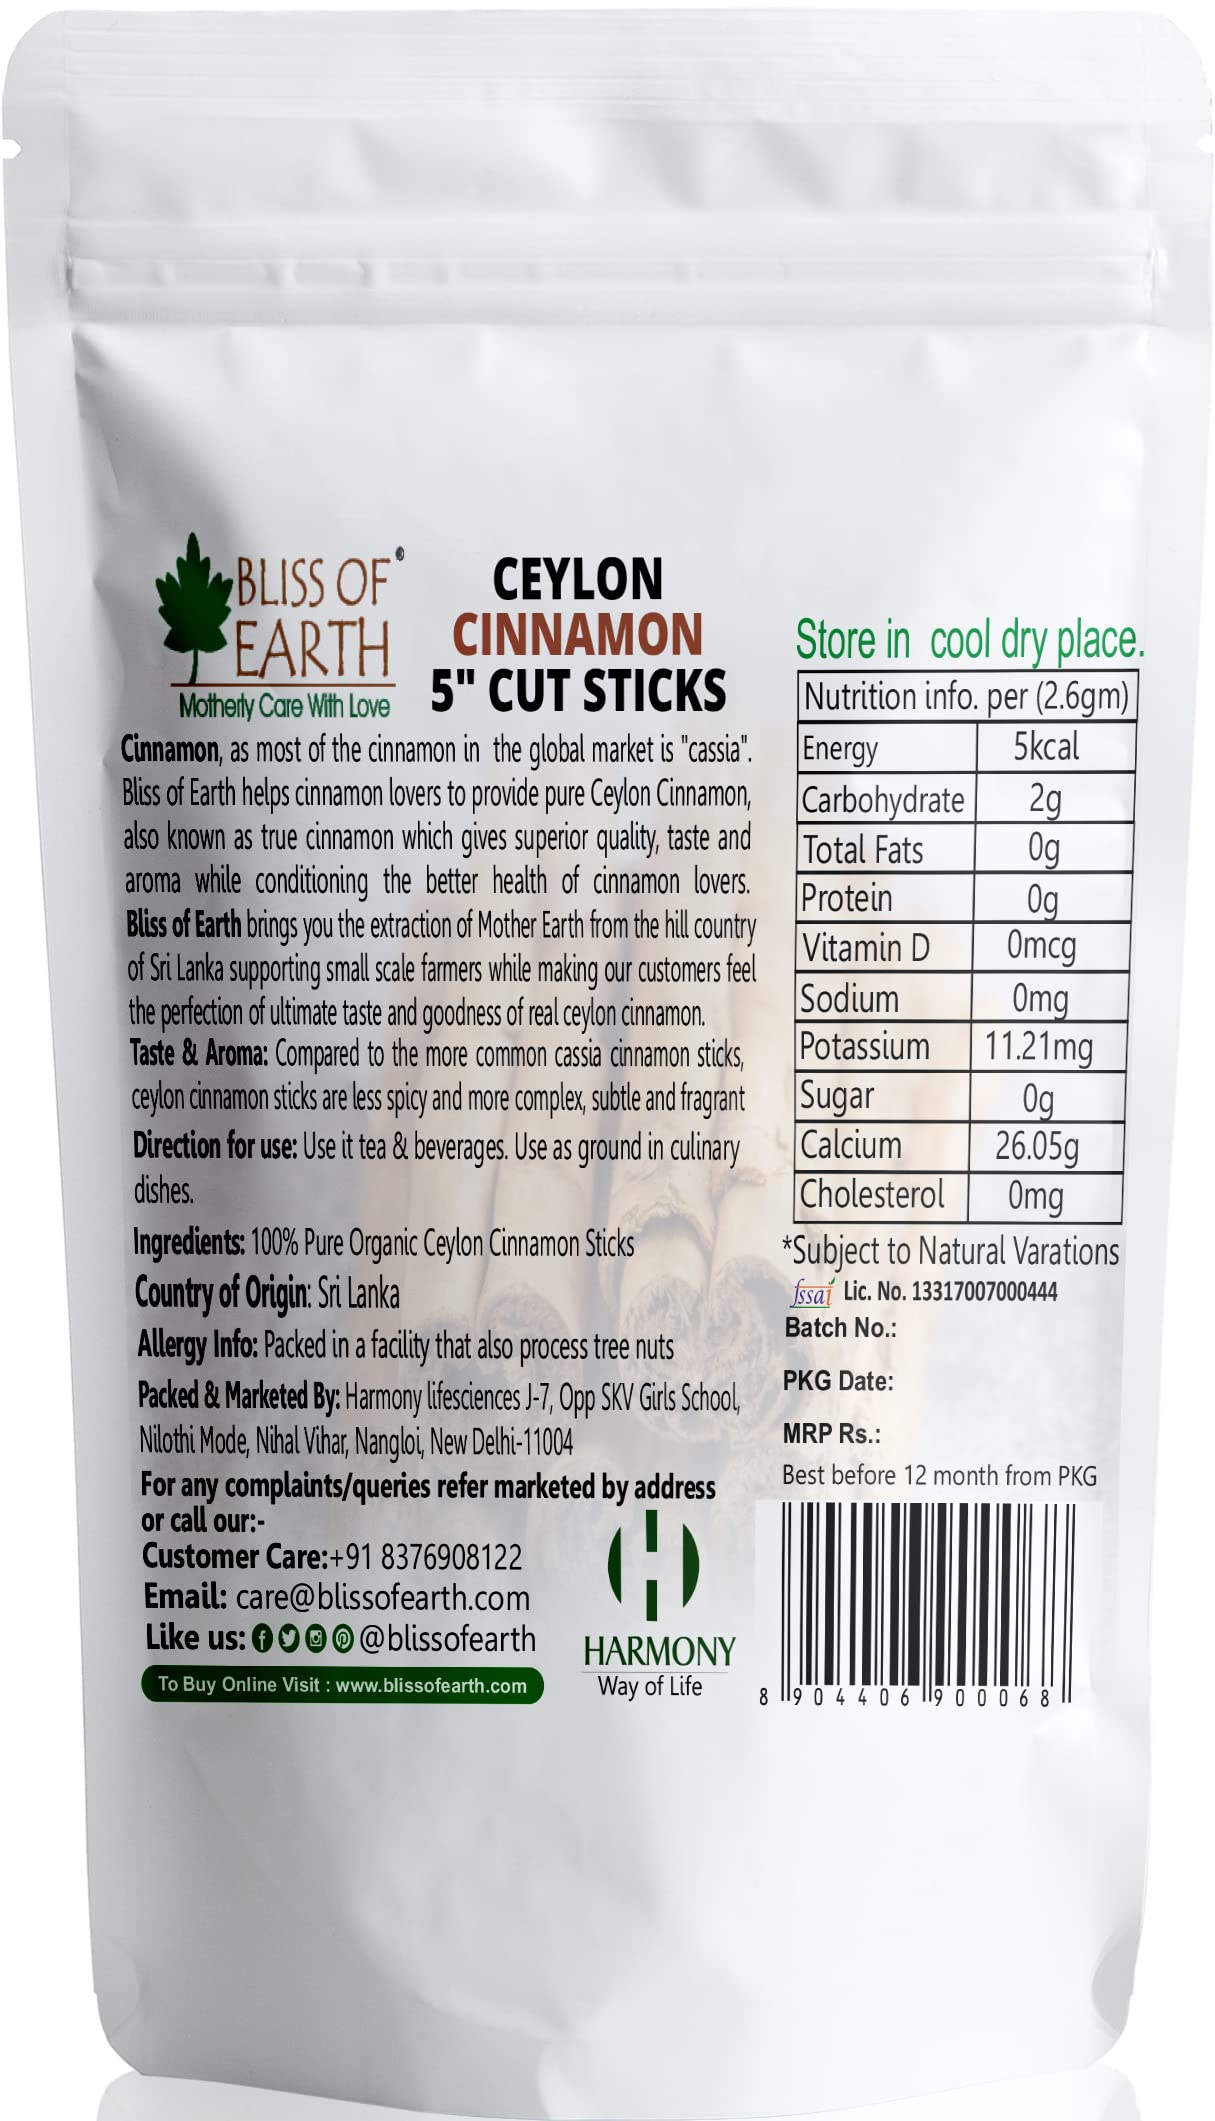 BLISS OF®
EARTH
Motherly Care With Love
CEYLON
CINNAMON
5" CUT STICKS
Cinnamon, as most of the cinnamon in the global market is "cassia".
Bliss of Earth helps cinnamon lovers to provide pure Ceylon Cinnamon,
also known as true cinnamon which gives superior quality, taste and
aroma while conditioning the better health of cinnamon lovers.
Bliss of Earth brings you the extraction of Mother Earth from the hill country
of Sri Lanka supporting small scale farmers while making our customers feel
the perfection of ultimate taste and goodness of real ceylon cinnamon.
Taste & Aroma: Compared to the more common cassia cinnamon sticks,
ceylon cinnamon sticks are less spicy and more complex, subtle and fragrant
Direction for use: Use it tea & beverages. Use as ground in culinary
dishes.
Ingredients: 100% Pure Organic Ceylon Cinnamon Sticks
Country of Origin: Sri Lanka
Allergy Info: Packed in a facility that also process tree nuts
Packed & Marketed By: Harmony lifesciences J-7, Opp SKV Girls School,
Nilothi Mode, Nihal Vihar, Nangloi, New Delhi-11004
For any complaints/queries refer marketed by address
or call our:-
Customer Care:+91 8376908122
Email: care@blissofearth.com
Like us: @blissofearth
To Buy Online Visit : www.blissofearth.com
HARMONY
Way of Life
Store in cool dry place.
Nutrition info. per (2.6gm)
Energy 5kcal
Carbohydrate 2g
Total Fats 0g
Protein 0g
Vitamin D 0mcg
Sodium 0mg
Potassium 11.21mg
Sugar 0g
Calcium 26.05g
Cholesterol 0mg
*Subject to Natural Varations
fssai Lic. No. 13317007000444
Batch No.:
PKG Date:
MRP Rs.:
Best before 12 month from PKG
8 904406 900068